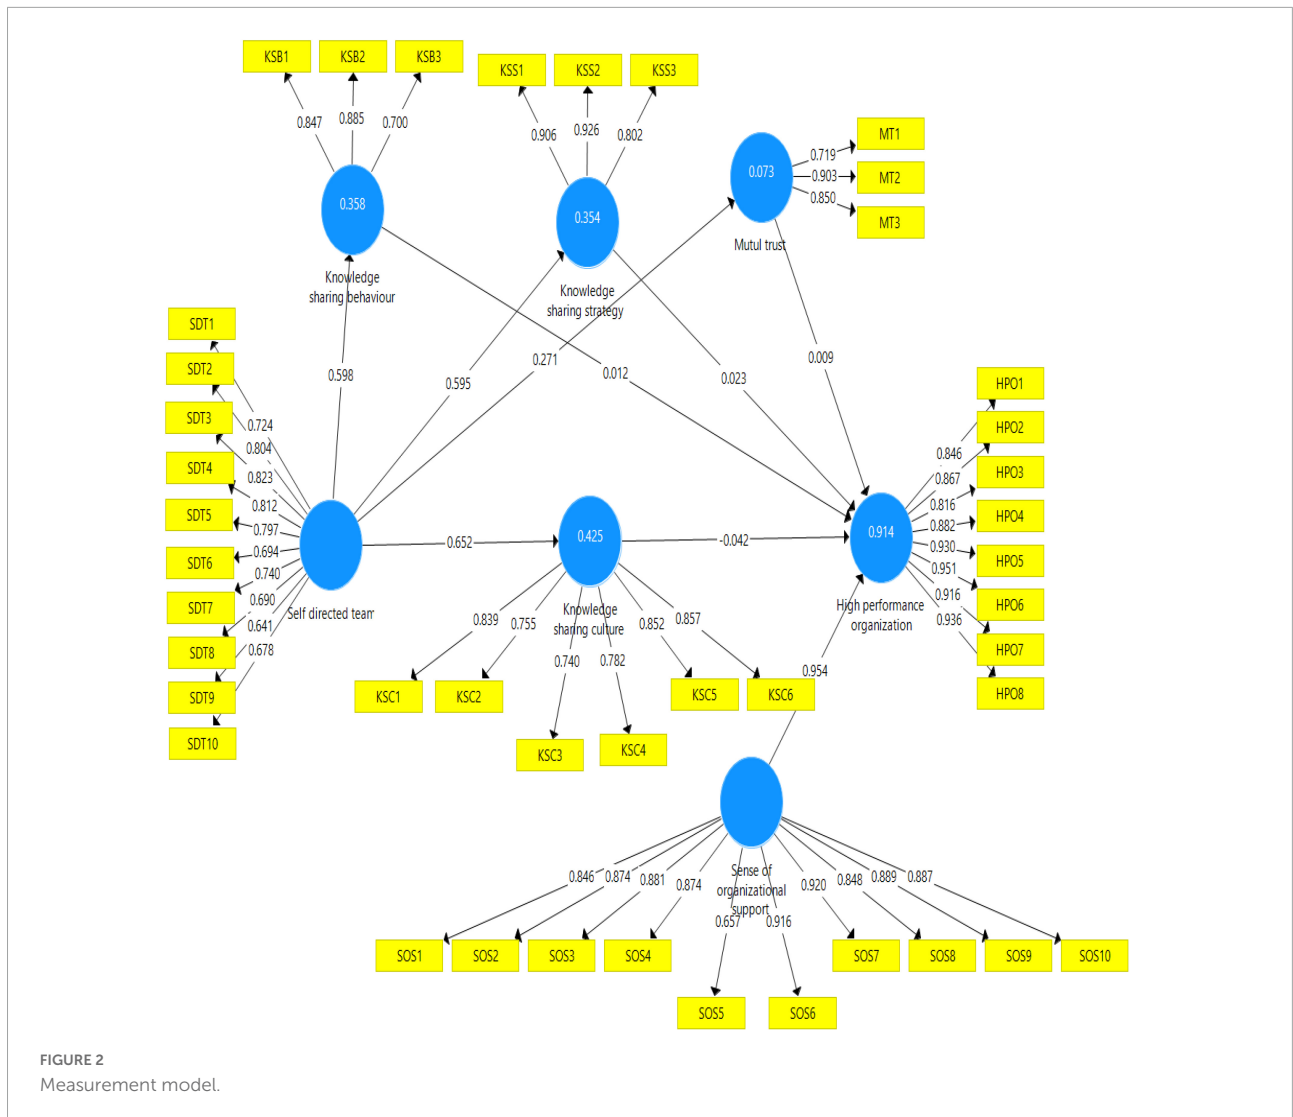 KSB1
KSB2
KSB3
KSS1
KSS2
KSS3
0.847
0.885
0.700
0.906
0.926
0.802
MT1
MT2
MT3
0.719
0.903
0.850
0.073
Mutul trust
0.358
Knowledge
sharing behaviour
0.354
Knowledge
sharing strategy
SDT1
SDT2
SDT3
SDT4
SDT5
SDT6
SDT7
SDT8
SDT9
SDT10
0.724
0.804
0.823
0.812
0.797
0.694
0.740
0.690
0.641
0.678
Self directed team
0.598
0.595
0.271
0.012
0.023
0.009
0.652
-0.042
0.954
0.425
Knowledge
sharing culture
0.839
0.755
0.740
0.782
0.852
0.857
KSC1
KSC2
KSC3
KSC4
KSC5
KSC6
0.914
High performance
organization
HPO1
HPO2
HPO3
HPO4
HPO5
HPO6
HPO7
HPO8
0.846
0.867
0.816
0.882
0.930
0.951
0.916
0.936
Sense of
organizational
support
0.846
0.874
0.881
0.874
0.657
0.916
0.920
0.848
0.889
0.887
SOS1
SOS2
SOS3
SOS4
SOS5
SOS6
SOS7
SOS8
SOS9
SOS10
FIGURE 2
Measurement model.